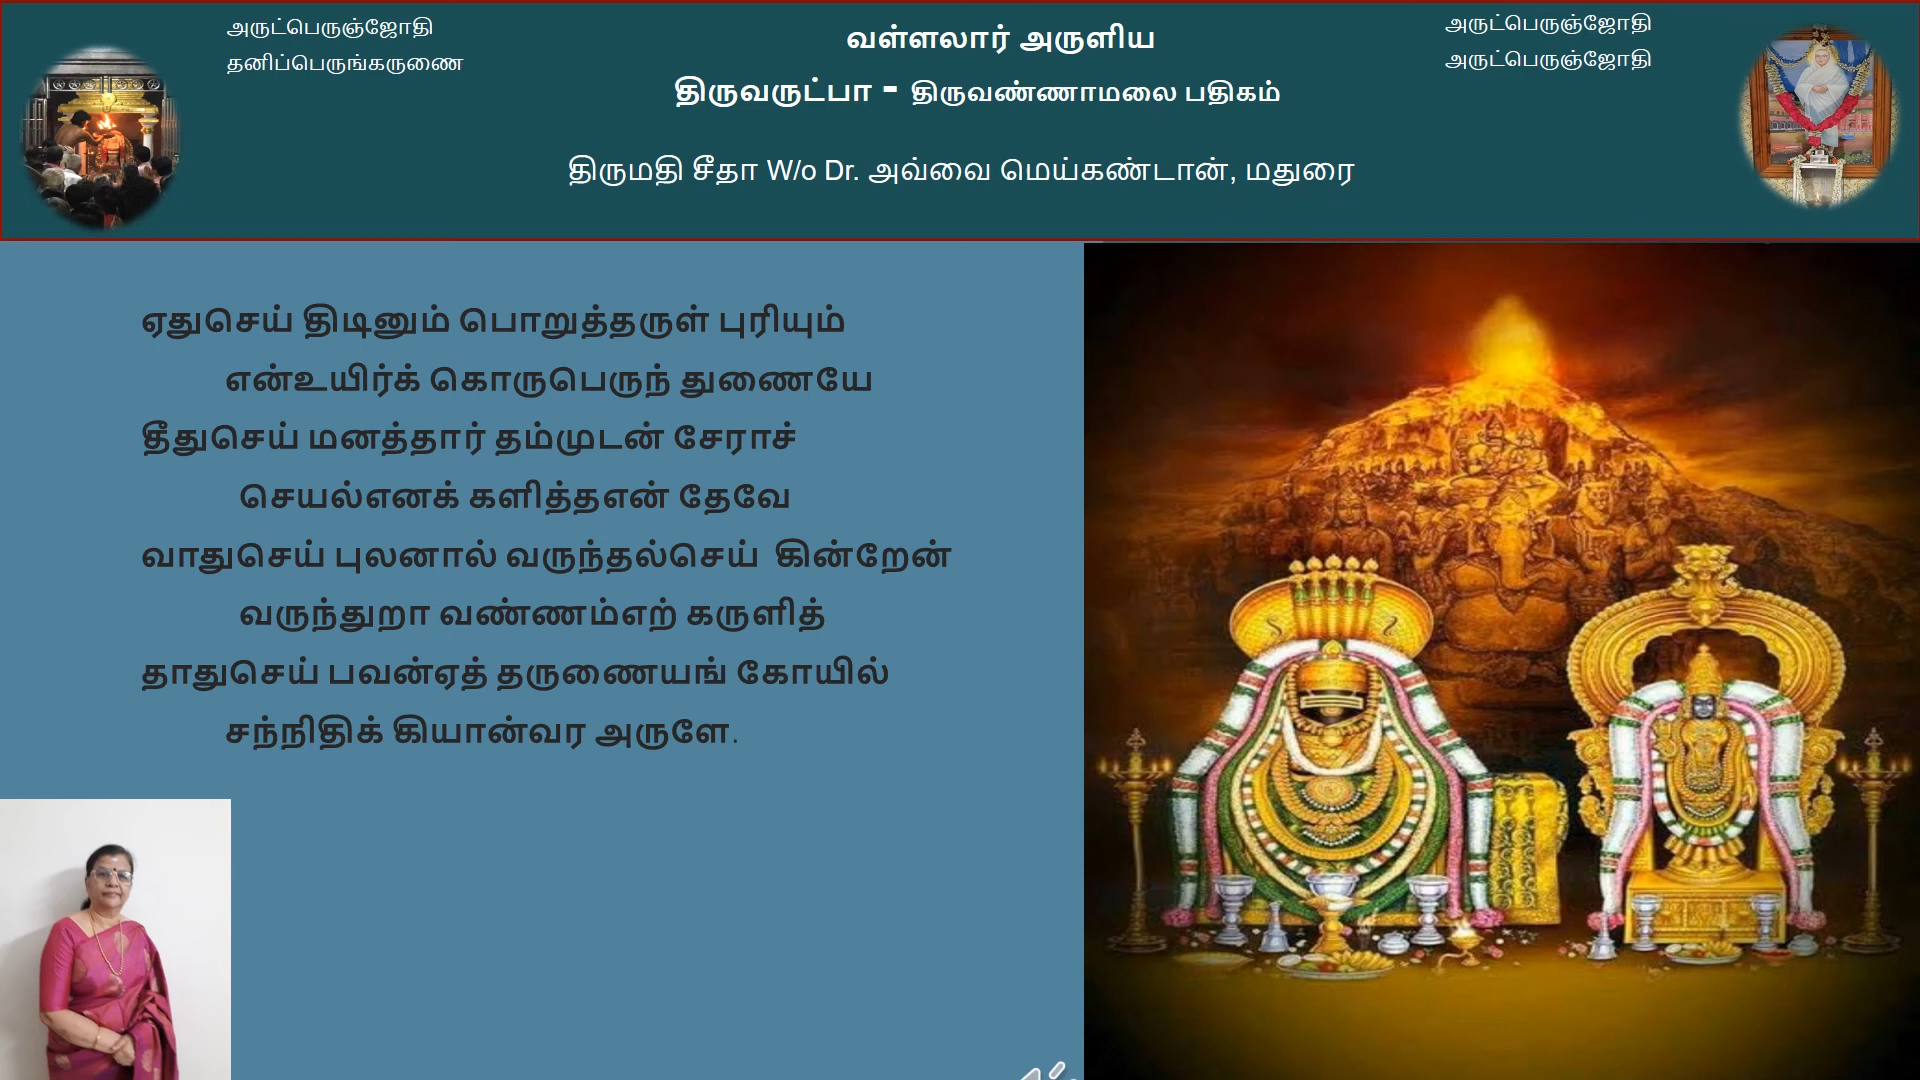 அருட்பெருஞ்ஜோதி
தனிப்பெருங்கருணை
வள்ளலார் அருளிய
திருவருட்பா - திருவண்ணாமலை பதிகம்
திருமதி சீதா W/o Dr. அவ்வை மெய்கண்டான், மதுரை
அருட்பெருஞ்ஜோதி
அருட்பெருஞ்ஜோதி
ஏதுசெய் திடினும் பொறுத்தருள் புரியும்
என்உயிர்க் கொருபெருந் துணையே
தீதுசெய் மனத்தார் தம்முடன் சேராச்
செயல்எனக் களித்தஎன் தேவே
வாதுசெய் புலனால் வருந்தல்செய் கின்றேன்
வருந்துறா வண்ணம்எற் கருளித்
தாதுசெய் பவன்ஏத் தருணையங் கோயில்
சந்நிதிக் கியான்வர அருளே.